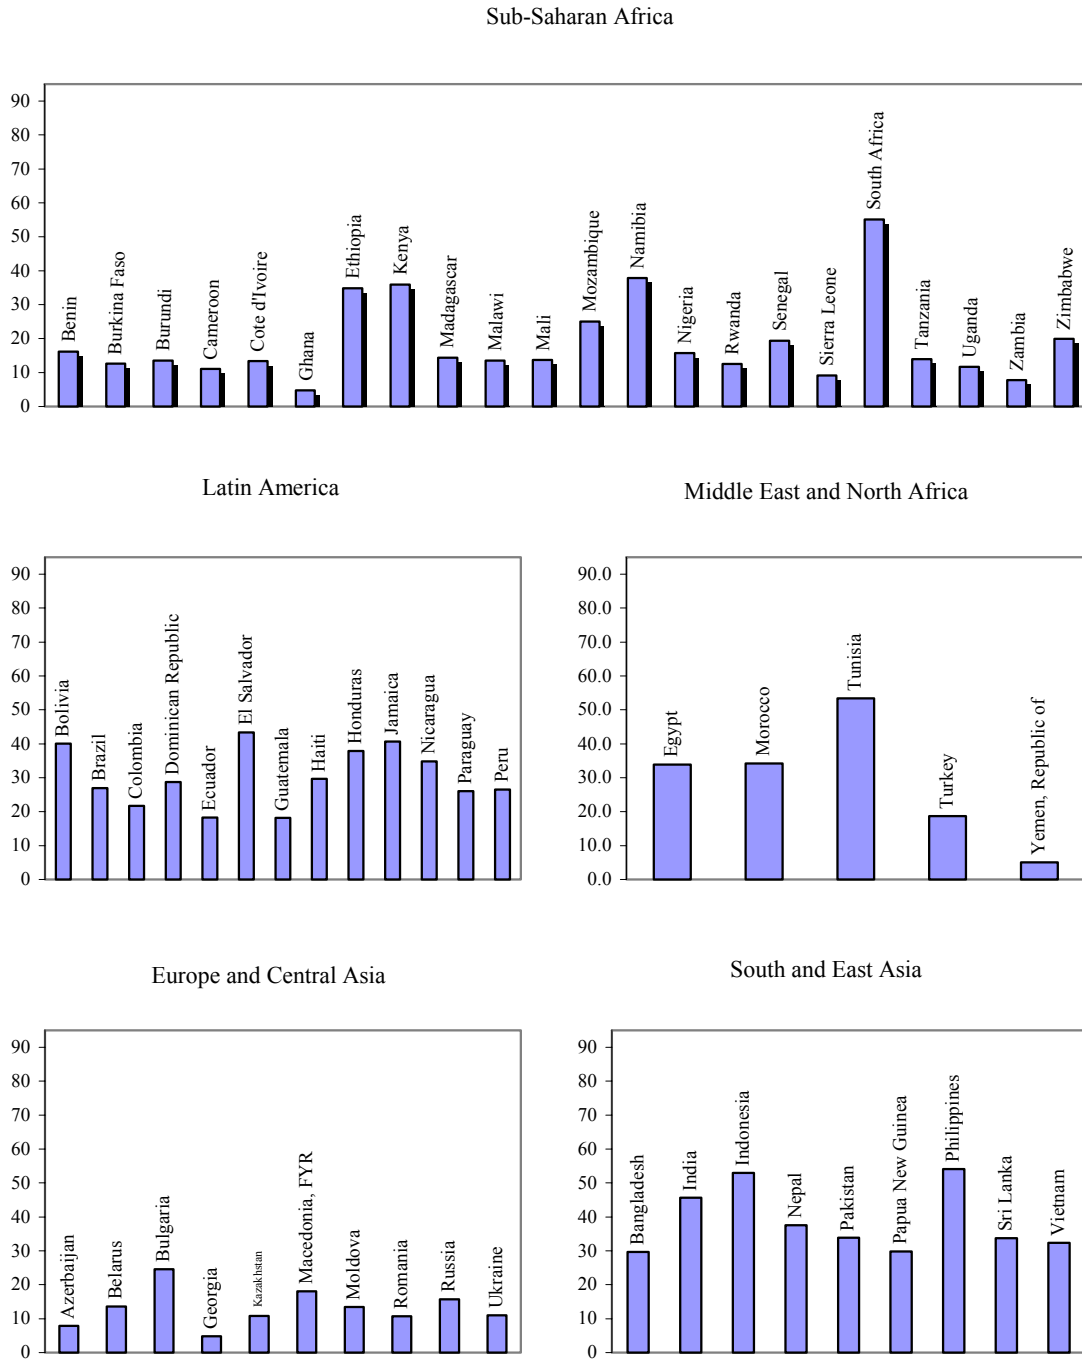 Sub-Saharan Africa
90
80
70
60
50
40
30
20
10
0
Benin
Burkina Faso
Burundi
Cameroon
Cote d'Ivoire
Ghana
Ethiopia
Kenya
Madagascar
Malawi
Mali
Mozambique
Namibia
Nigeria
Rwanda
Senegal
Sierra Leone
South Africa
Tanzania
Uganda
Zambia
Zimbabwe
Latin America
90
80
70
60
50
40
30
20
10
0
Bolivia
Brazil
Colombia
Dominican Republic
Ecuador
El Salvador
Guatemala
Haiti
Honduras
Jamaica
Nicaragua
Paraguay
Peru
Middle East and North Africa
90.0
80.0
70.0
60.0
50.0
40.0
30.0
20.0
10.0
0.0
Egypt
Morocco
Tunisia
Turkey
Yemen, Republic of
Europe and Central Asia
90
80
70
60
50
40
30
20
10
0
Azerbaijan
Belarus
Bulgaria
Georgia
Kazakhstan
Macedonia, FYR
Moldova
Romania
Russia
Ukraine
South and East Asia
90
80
70
60
50
40
30
20
10
0
Bangladesh
India
Indonesia
Nepal
Pakistan
Papua New Guinea
Philippines
Sri Lanka
Vietnam